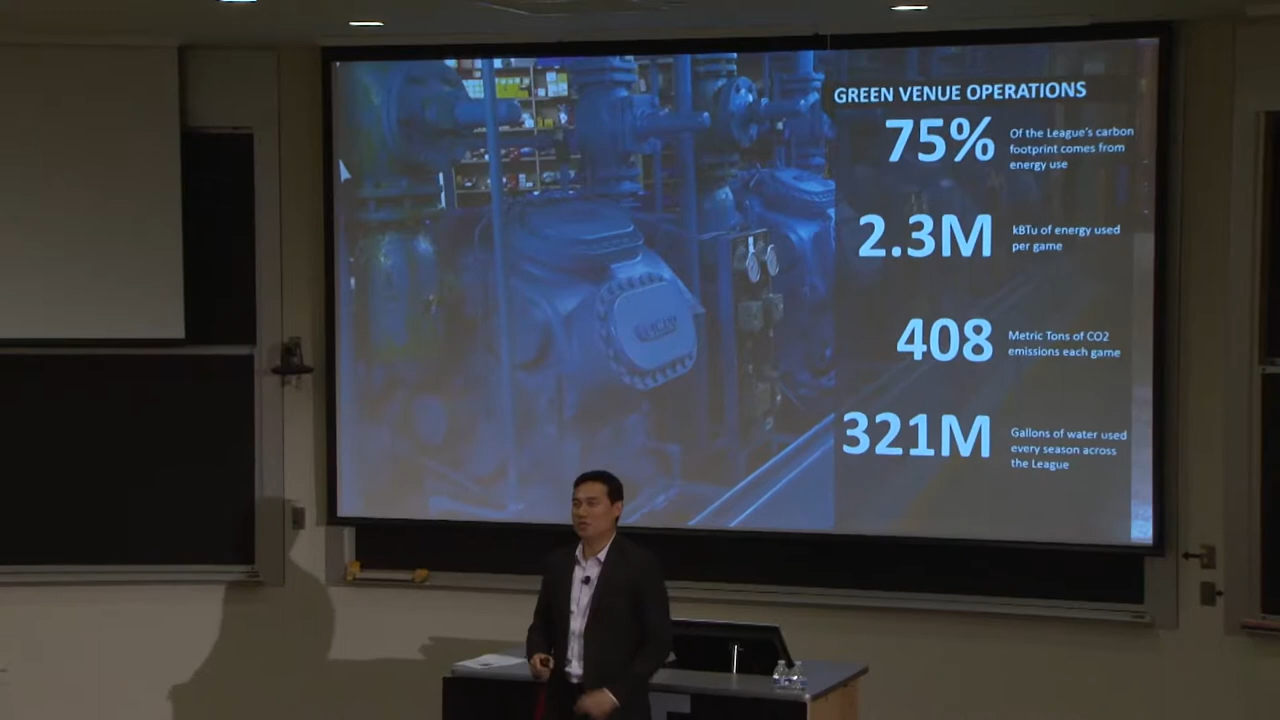 GREEN VENUE OPERATIONS
75%
Of the League's carbon
footprint comes from
energy use
2.3M
kBTu of energy used
per game
408
Metric Tons of CO2
emissions each game
321M
Gallons of water used
every season across
the League